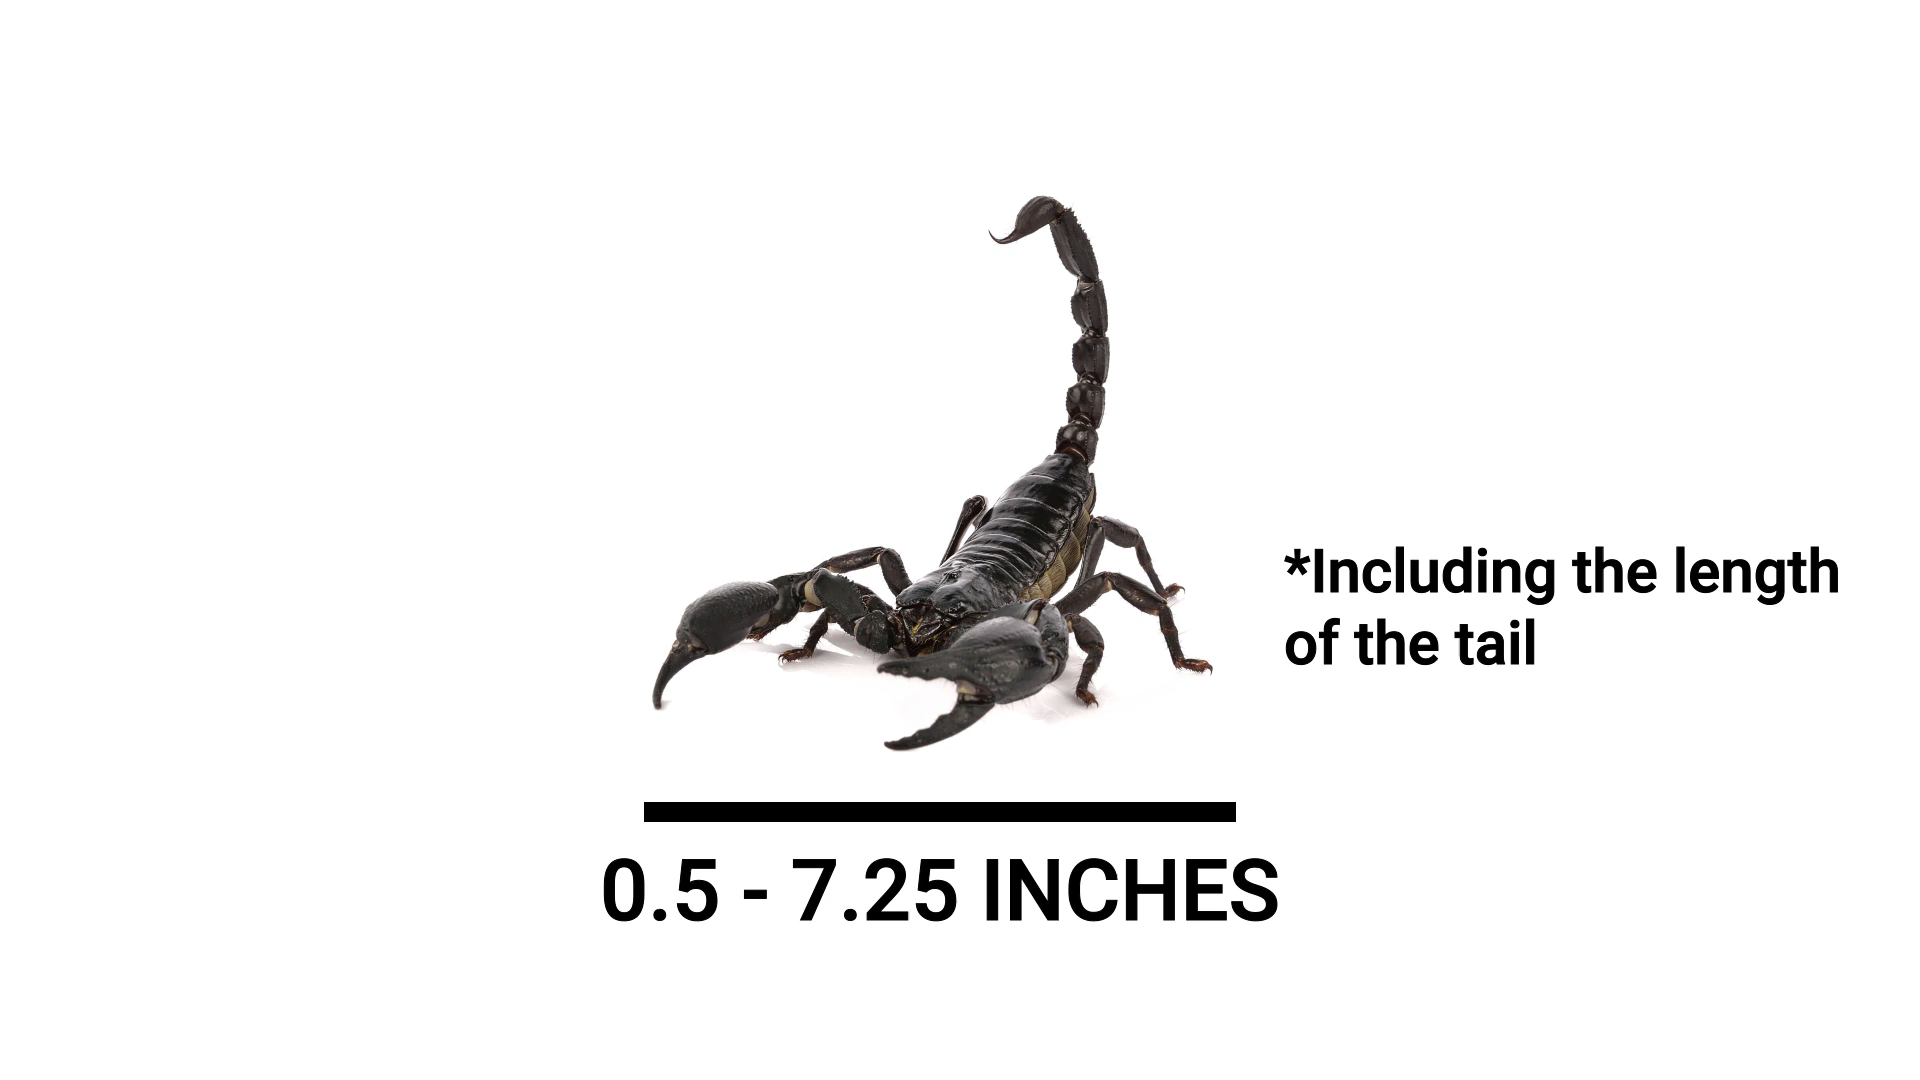 *Including the length
of the tail
0.5 - 7.25 INCHES